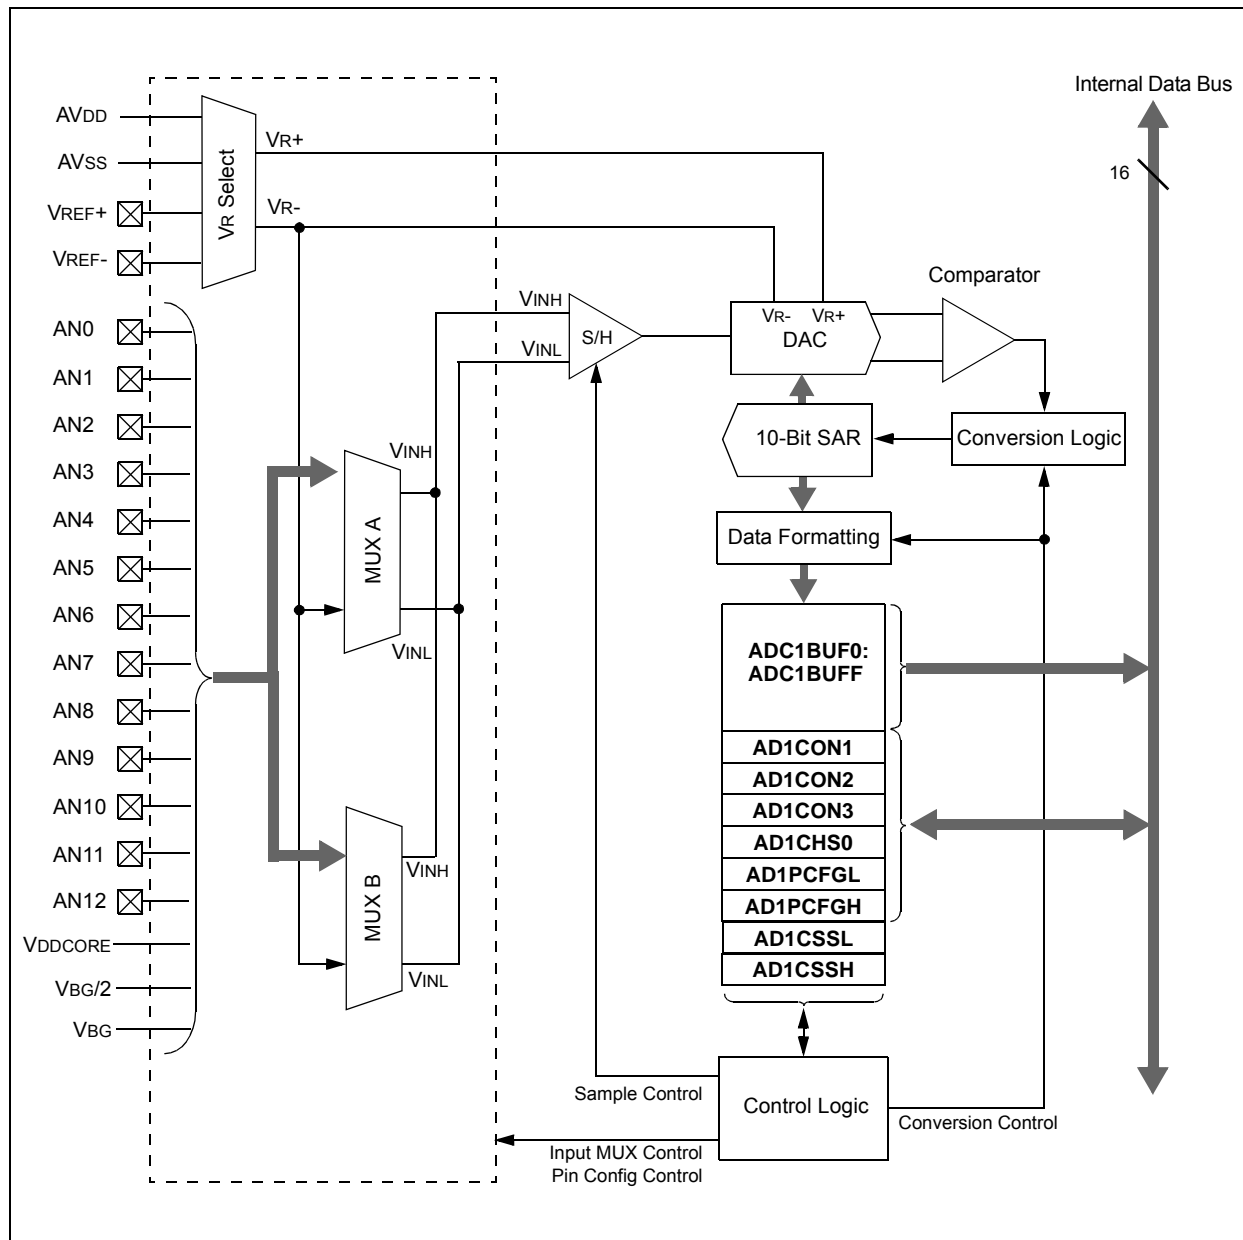 Internal Data Bus
16
AVDD
AVSS
VREF+
VREF-
VR Select
VR+
VR-
AN0
AN1
AN2
AN3
AN4
AN5
AN6
AN7
AN8
AN9
AN10
AN11
AN12
VDDCORE
VBG/2
VBG
MUX A
VINH
VINL
MUX B
VINH
VINL
VINH
VINL
S/H
VR- VR+
DAC
Comparator
10-Bit SAR
Conversion Logic
Data Formatting
ADC1BUF0:
ADC1BUFF
AD1CON1
AD1CON2
AD1CON3
AD1CHS0
AD1PCFGL
AD1PCFGH
AD1CSSL
AD1CSSH
Control Logic
Sample Control
Conversion Control
Input MUX Control
Pin Config Control